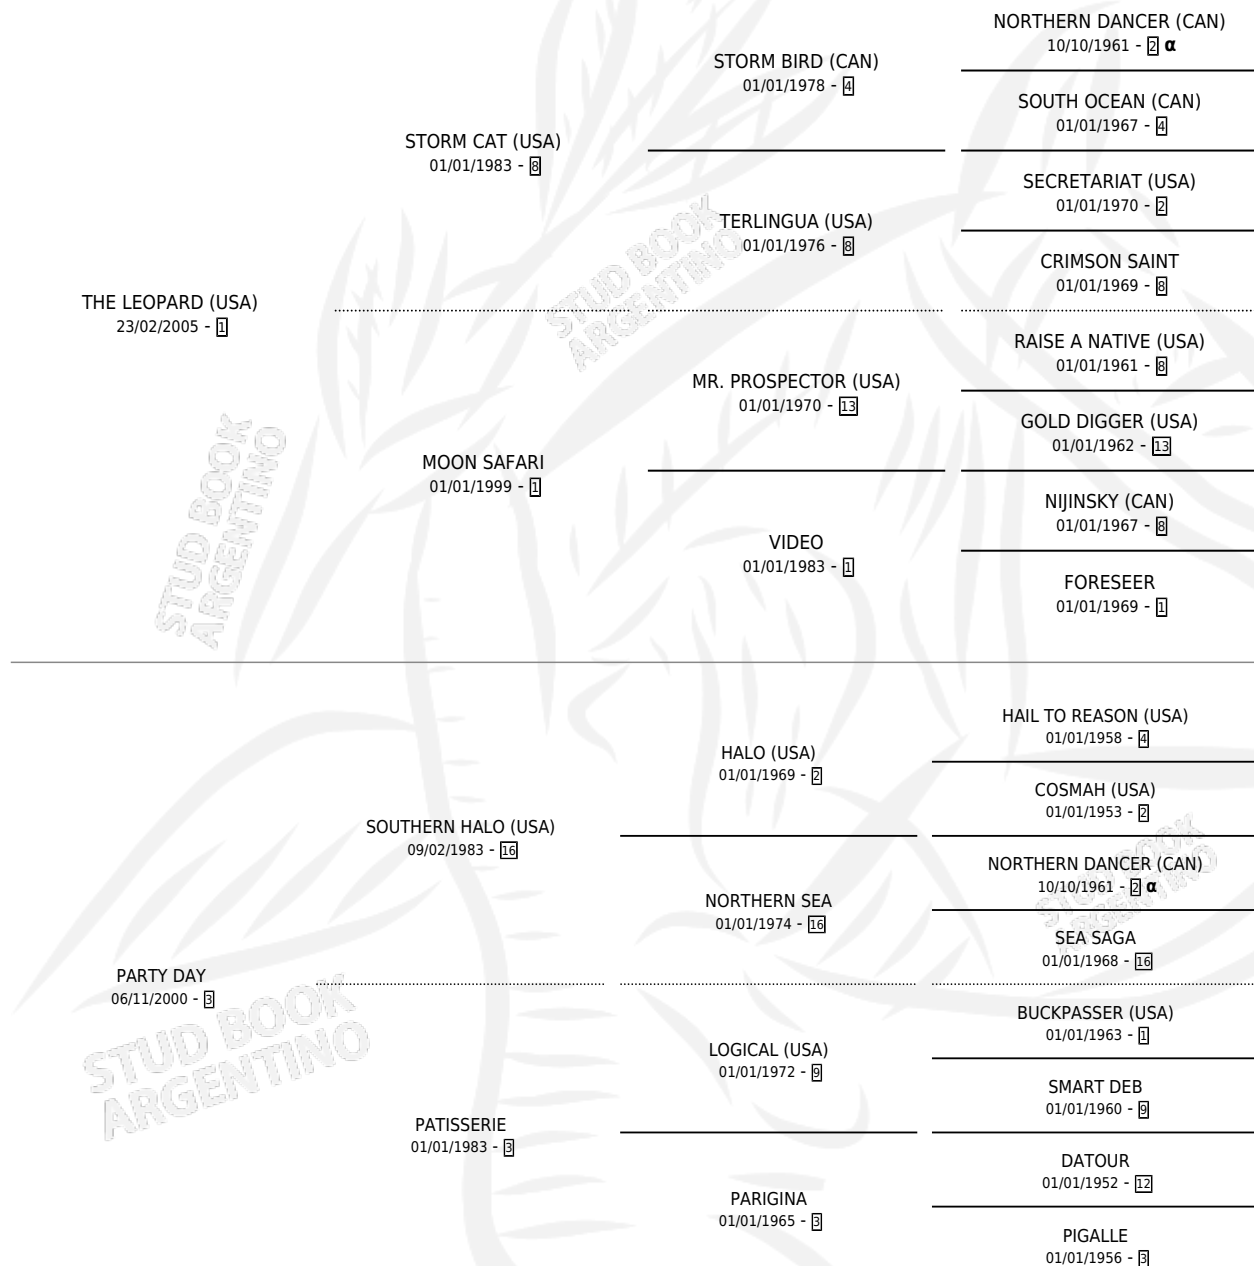 NORTHERN DANCER (CAN)
10/10/1961 - 2 α
STORM BIRD (CAN)
01/01/1978 - 4
SOUTH OCEAN (CAN)
01/01/1967 - 4
STORM CAT (USA)
01/01/1983 - 8
SECRETARIAT (USA)
01/01/1970 - 2
TERLINGUA (USA)
01/01/1976 - 8
CRIMSON SAINT
01/01/1969 - 8
THE LEOPARD (USA)
23/02/2005 - 1
RAISE A NATIVE (USA)
01/01/1961 - 8
MR. PROSPECTOR (USA)
01/01/1970 - 13
GOLD DIGGER (USA)
01/01/1962 - 13
MOON SAFARI
01/01/1999 - 1
NIJINSKY (CAN)
01/01/1967 - 8
VIDEO
01/01/1983 - 1
FORESEER
01/01/1969 - 1
HAIL TO REASON (USA)
01/01/1958 - 4
HALO (USA)
01/01/1969 - 2
COSMAH (USA)
01/01/1953 - 2
SOUTHERN HALO (USA)
09/02/1983 - 16
NORTHERN DANCER (CAN)
10/10/1961 - 2 α
NORTHERN SEA
01/01/1974 - 16
SEA SAGA
01/01/1968 - 16
PARTY DAY
06/11/2000 - 3
BUCKPASSER (USA)
01/01/1963 - 1
LOGICAL (USA)
01/01/1972 - 9
SMART DEB
01/01/1960 - 9
PATISSERIE
01/01/1983 - 3
DATOUR
01/01/1952 - 12
PARIGINA
01/01/1965 - 3
PIGALLE
01/01/1956 - 3
STUD BOOK
ARGENTINO
STUD BOOK
ARGENTINO
STUD BOOK
ARGENTINO
STUD BOOK
ARGENTINO